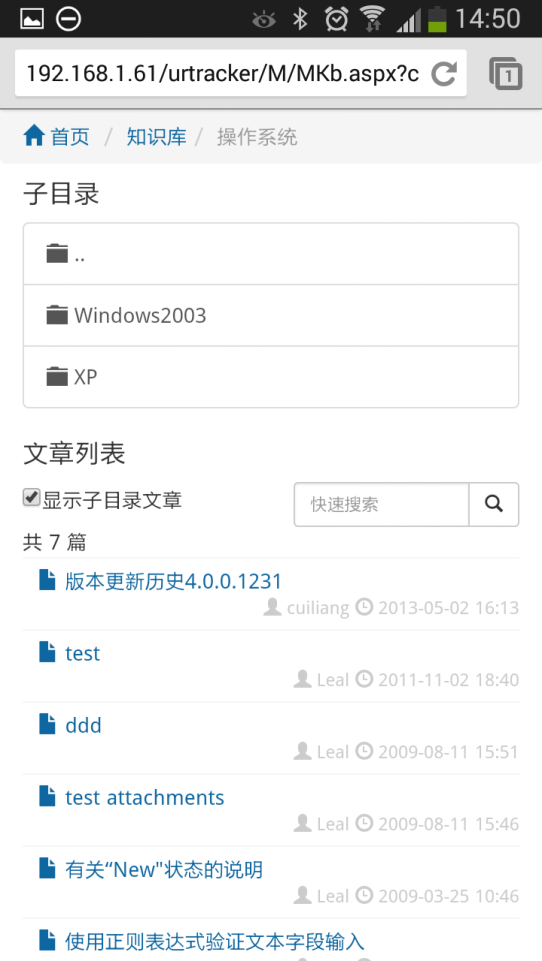 14:50
192.168.1.61/urtracker/M/MKb.aspx?c
1
首页 / 知识库 / 操作系统
子目录
..
Windows2003
XP
文章列表
显示子目录文章
快速搜索
共 7 篇
版本更新历史4.0.0.1231
cuiliang 2013-05-02 16:13
test
Leal 2011-11-02 18:40
ddd
Leal 2009-08-11 15:51
test attachments
Leal 2009-08-11 15:46
有关“New"状态的说明
Leal 2009-03-25 10:46
使用正则表达式验证文本字段输入